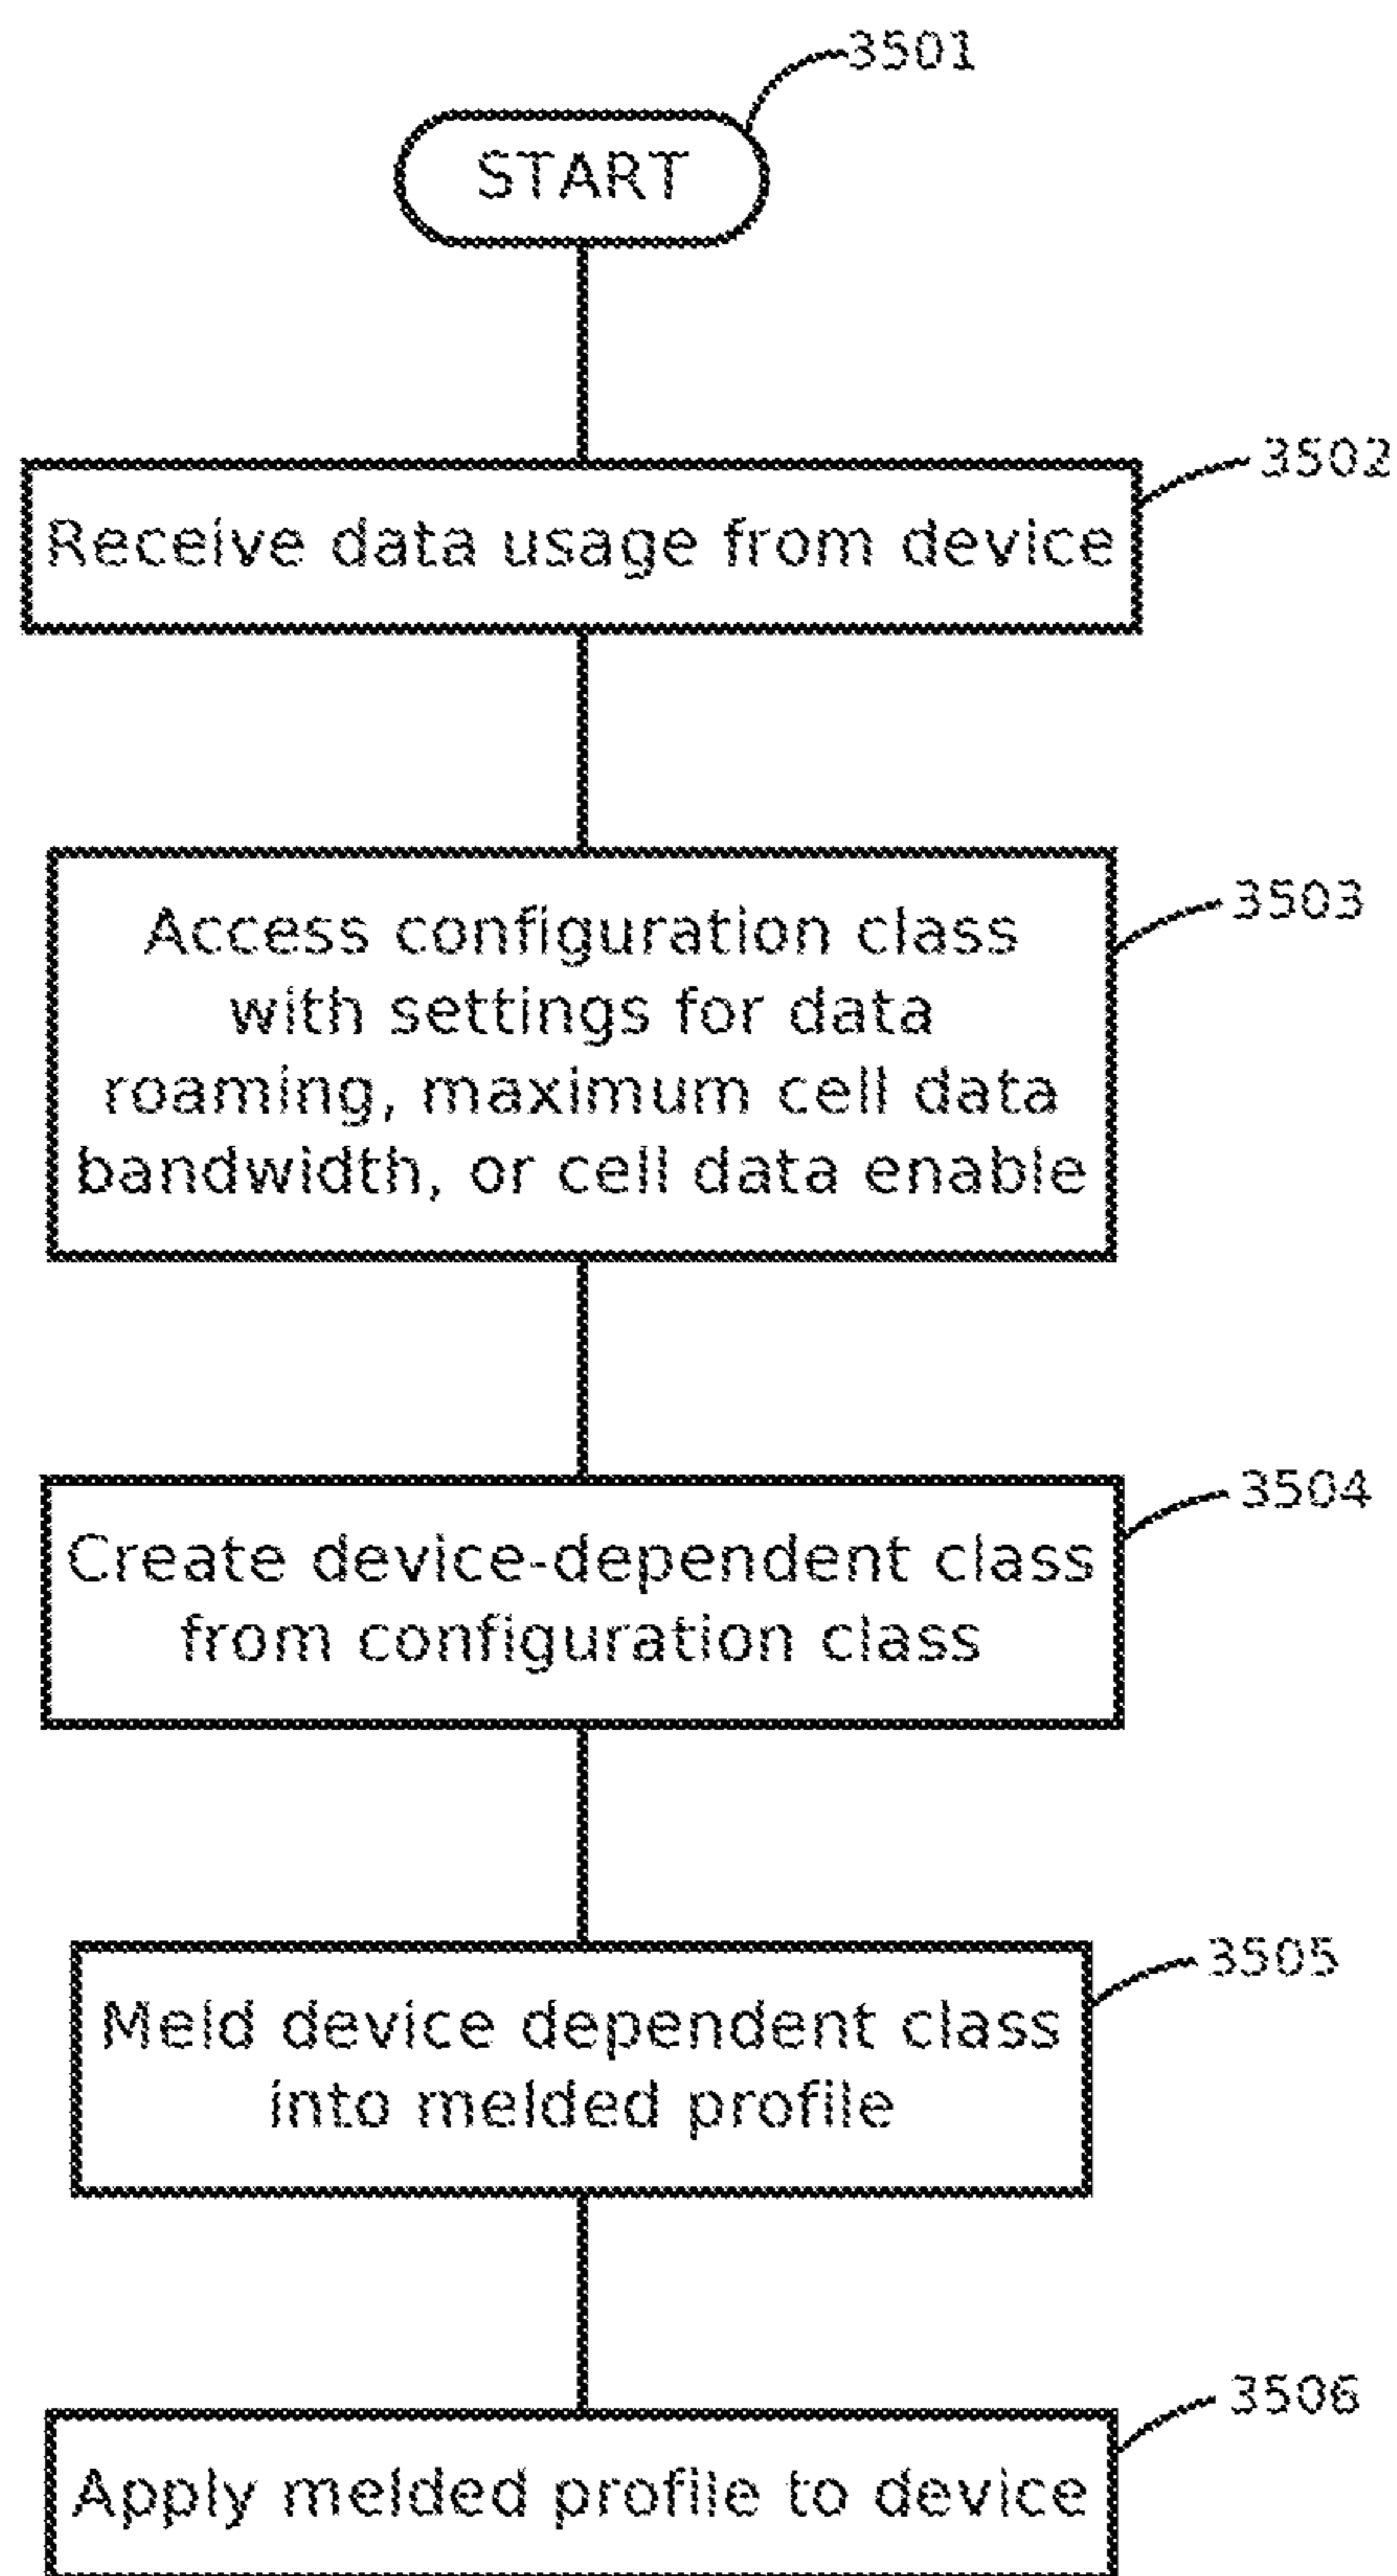 3501
START
3502
Receive data usage from device
3503
Access configuration class
with settings for data
roaming, maximum cell data
bandwidth, or cell data enable
3504
Create device-dependent class
from configuration class
3505
Meld device dependent class
into melded profile
3506
Apply melded profile to device